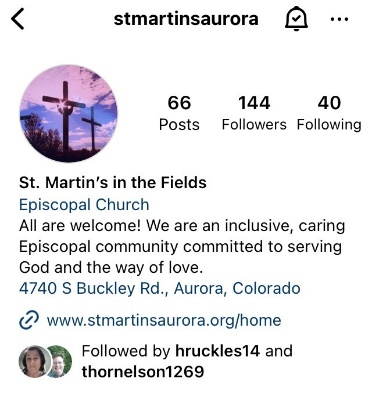 stmartinsaurora
66 144 40
Posts Followers Following
St. Martin's in the Fields
Episcopal Church
All are welcome! We are an inclusive, caring
Episcopal community committed to serving
God and the way of love.
4740 S Buckley Rd., Aurora, Colorado
www.stmartinsaurora.org/home
Followed by hruckles14 and
thornelson1269